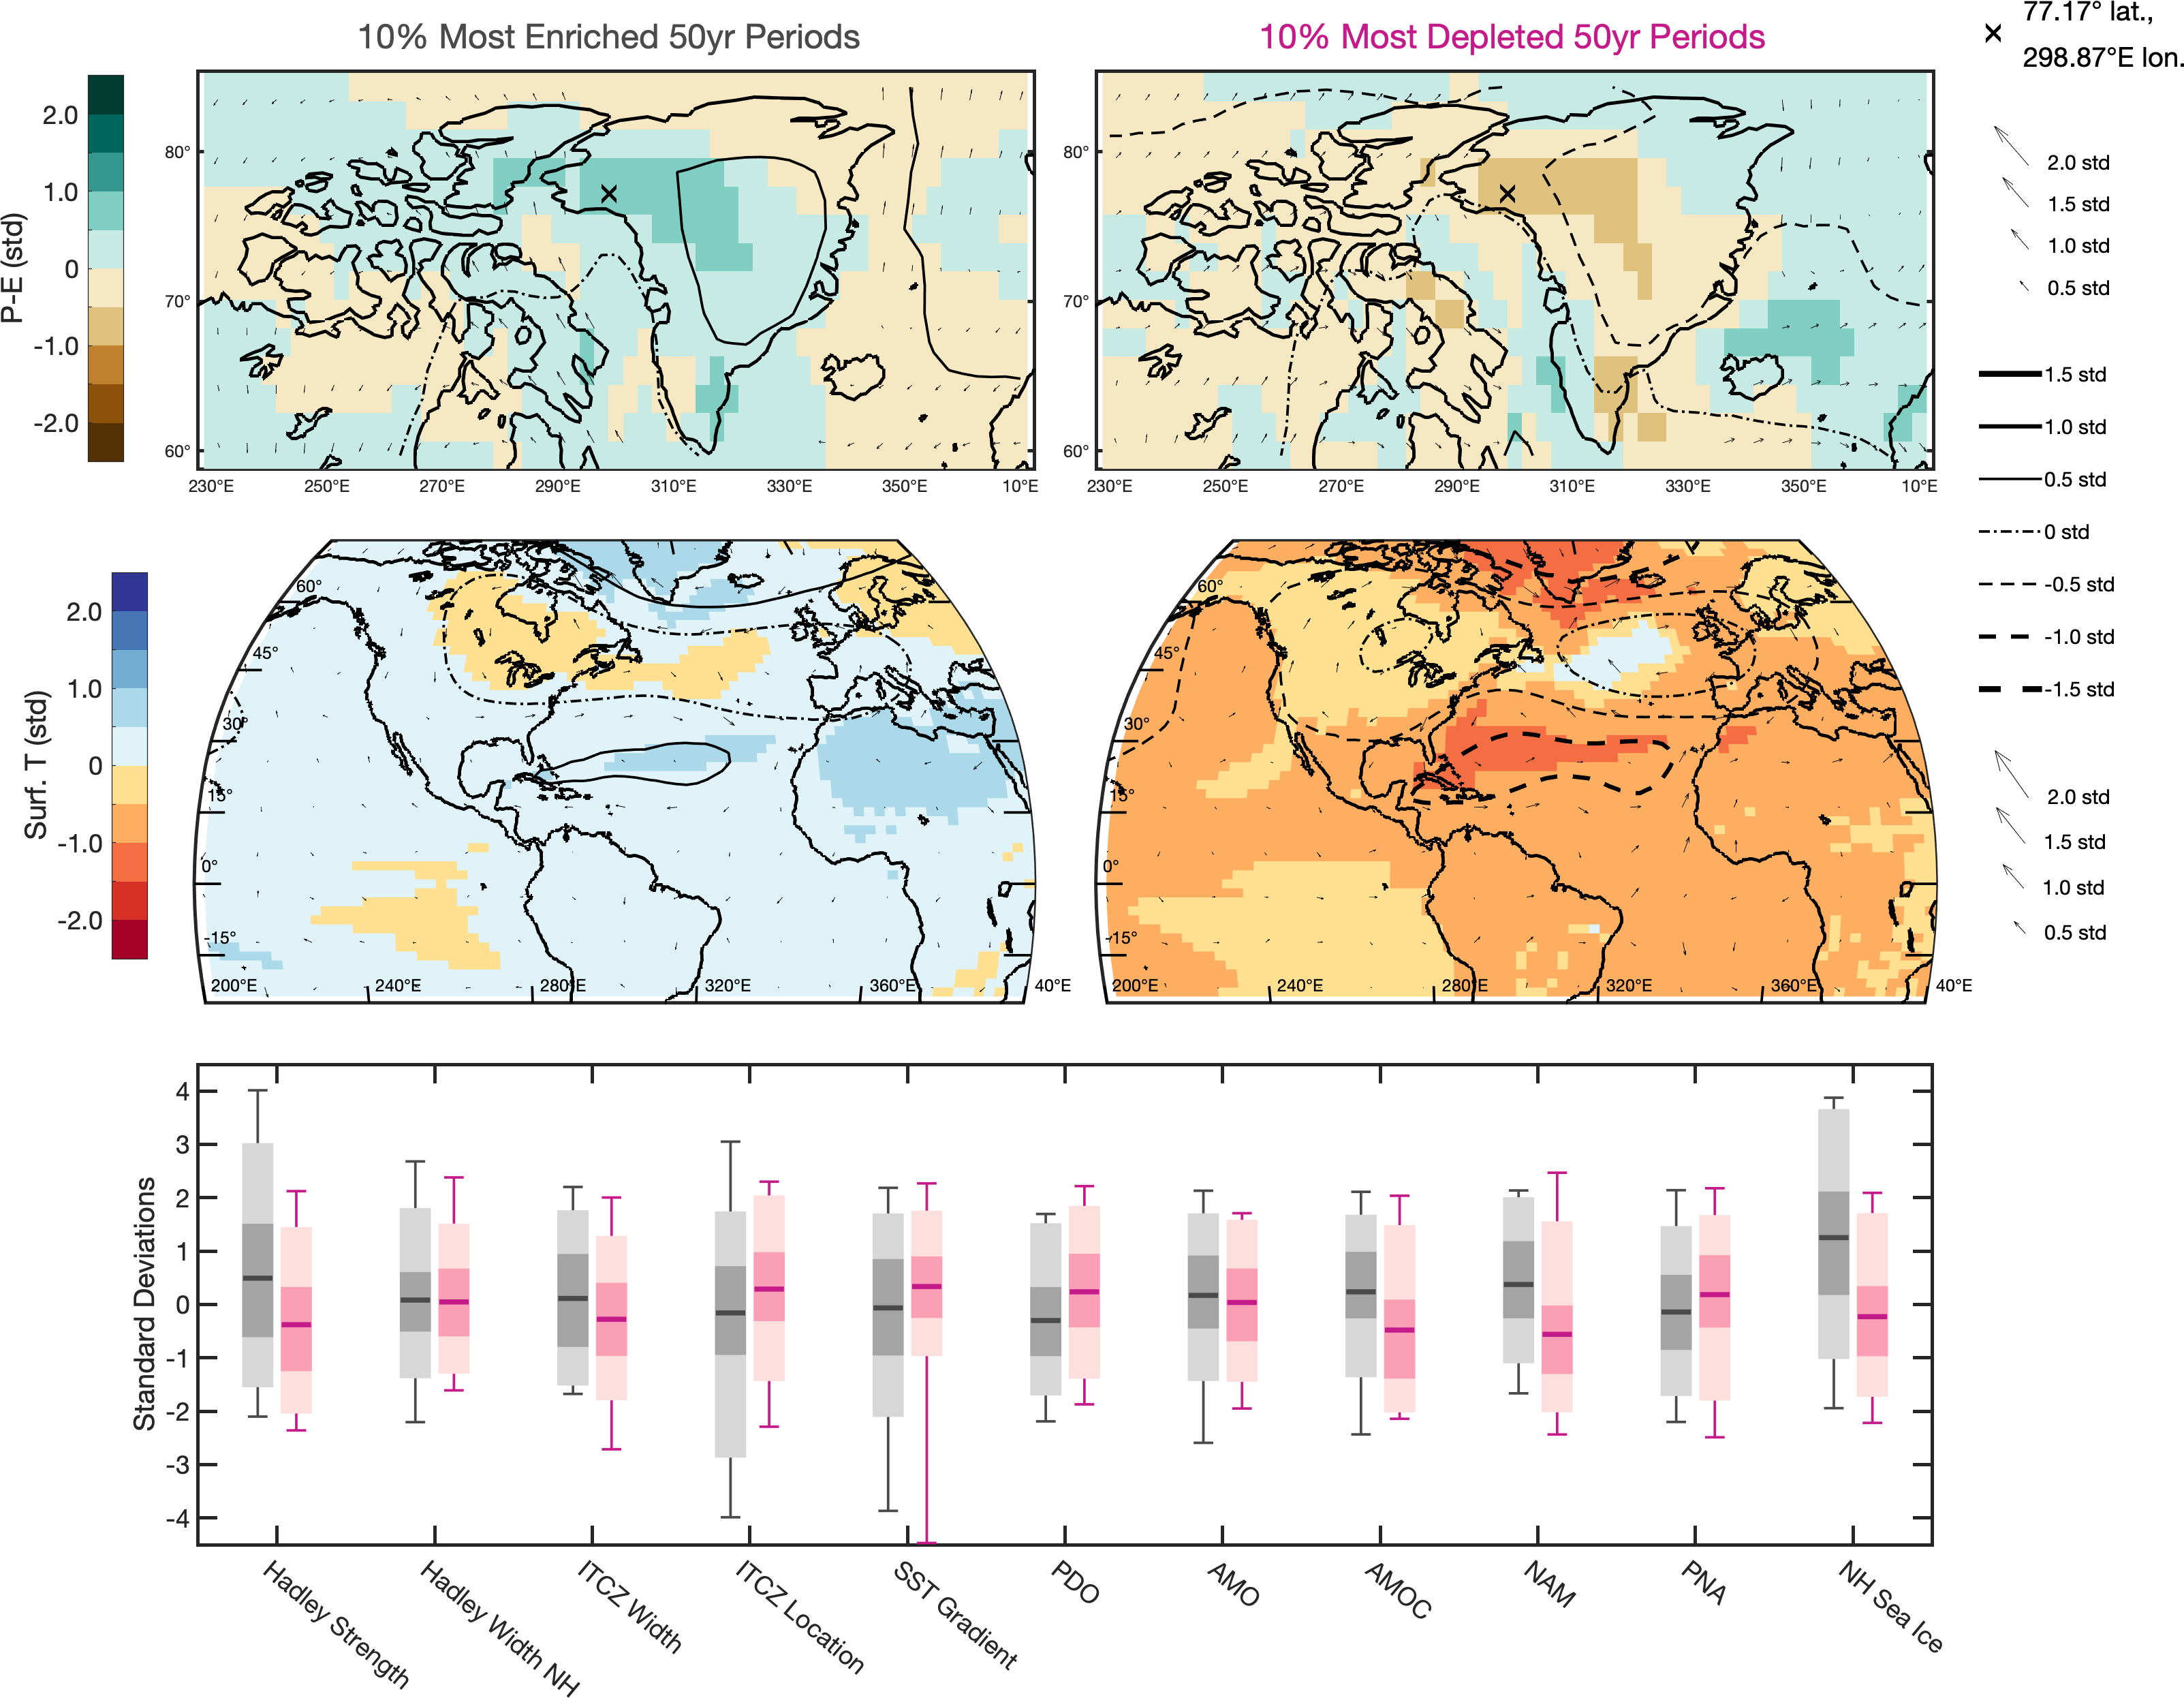 10% Most Enriched 50yr Periods
10% Most Depleted 50yr Periods
77.17° lat.,
298.87°E lon.
P-E (std)
2.0
1.0
0
-1.0
-2.0
80°
70°
60°
230°E
250°E
270°E
290°E
310°E
330°E
350°E
10°E
80°
70°
60°
230°E
250°E
270°E
290°E
310°E
330°E
350°E
10°E
2.0 std
1.5 std
1.0 std
0.5 std
1.5 std
1.0 std
0.5 std
0 std
-0.5 std
-1.0 std
-1.5 std
Surf. T (std)
2.0
1.0
0
-1.0
-2.0
60°
45°
30°
15°
0°
-15°
200°E
240°E
280°E
320°E
360°E
40°E
60°
45°
30°
15°
0°
-15°
200°E
240°E
280°E
320°E
360°E
40°E
2.0 std
1.5 std
1.0 std
0.5 std
Standard Deviations
4
3
2
1
0
-1
-2
-3
-4
Hadley Strength
Hadley Width NH
ITCZ Width
ITCZ Location
SST Gradient
PDO
AMO
AMOC
NAM
PNA
NH Sea Ice